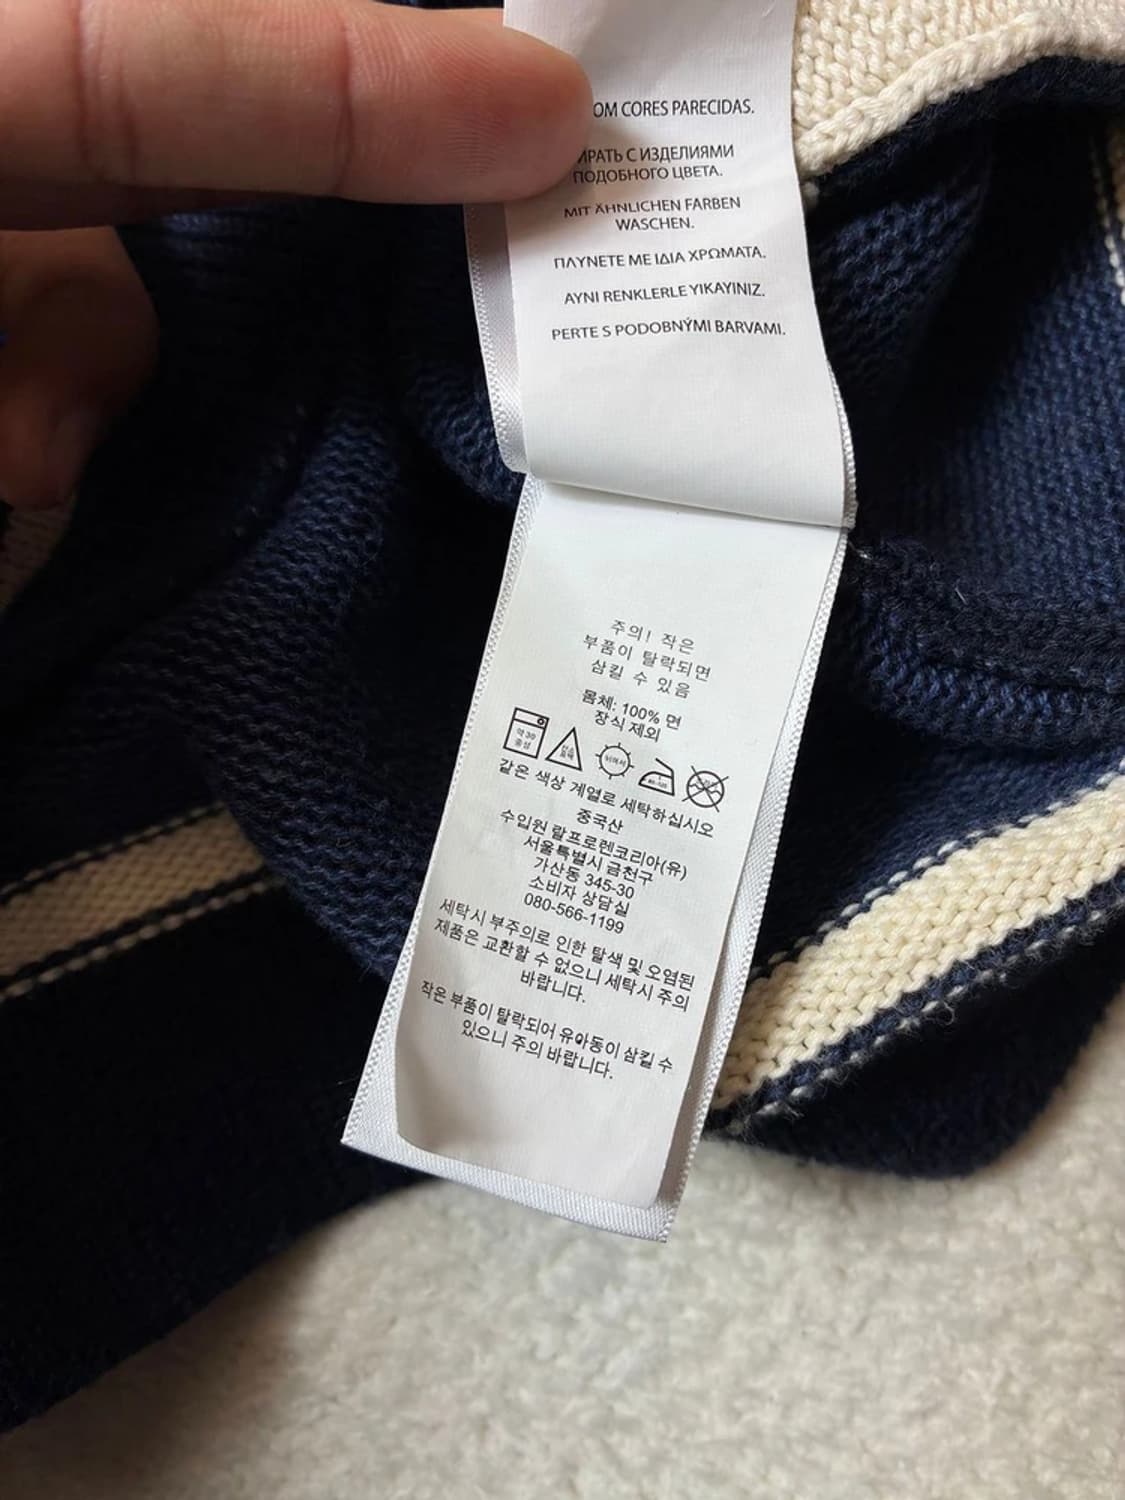 OM CORES PARECIDAS.
ИРАТЬ С ИЗДЕЛИЯМИ
ПОДОБНОГО ЦВЕТА.
MIT ÄHNLICHEN FARBEN
WASCHEN.
ΠΛΥΝΕΤΕ ΜΕ ΙΔΙΑ ΧΡΩΜΑΤΑ.
AYNI RENKLERLE YIKAYINIZ.
PERTE S PODOBNÝMI BARVAMI.
주의! 작은
부품이 탈락되면
삼킬 수 있음
몸체: 100% 면
장식 제외
약 30
중성
뉘어서
같은 색상 계열로 세탁하십시오
중국산
수입원 랄프로렌코리아(유)
서울특별시 금천구
가산동 345-30
소비자 상담실
080-566-1199
세탁시 부주의로 인한 탈색 및 오염된
제품은 교환할 수 없으니 세탁시 주의
바랍니다.
작은 부품이 탈락되어 유아동이 삼킬 수
있으니 주의 바랍니다.